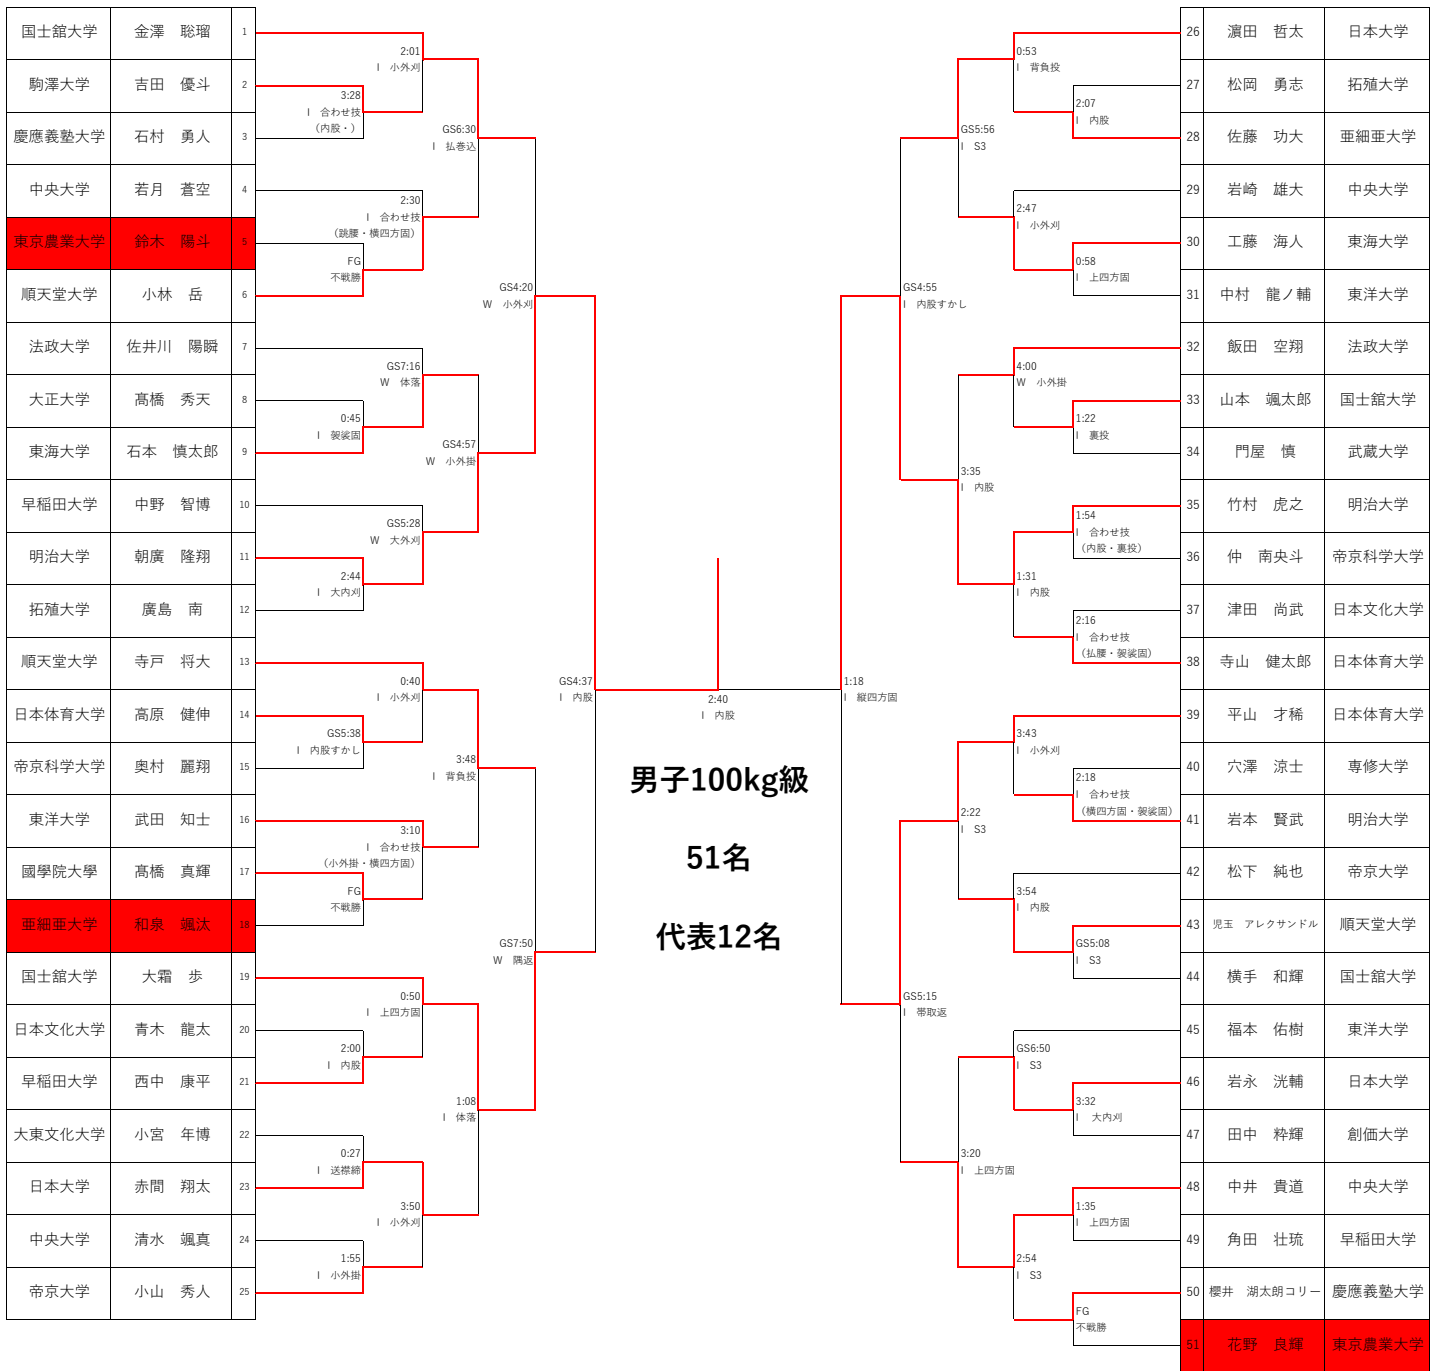 国士舘大学 金澤 聡瑠 1
駒澤大学 吉田 優斗 2
慶應義塾大学 石村 勇人 3
中央大学 若月 蒼空 4
東京農業大学 鈴木 陽斗 5
順天堂大学 小林 岳 6
法政大学 佐井川 陽瞬 7
大正大学 髙橋 秀天 8
東海大学 石本 慎太郎 9
早稲田大学 中野 智博 10
明治大学 朝廣 隆翔 11
拓殖大学 廣島 南 12
順天堂大学 寺戸 将大 13
日本体育大学 高原 健伸 14
帝京科学大学 奥村 麗翔 15
東洋大学 武田 知士 16
國學院大學 髙橋 真輝 17
亜細亜大学 和泉 颯汰 18
国士舘大学 大霜 歩 19
日本文化大学 青木 龍太 20
早稲田大学 西中 康平 21
大東文化大学 小宮 年博 22
日本大学 赤間 翔太 23
中央大学 清水 颯真 24
帝京大学 小山 秀人 25
3:28
I 合わせ技
（内股・）
FG
不戦勝
0:45
I 袈裟固
2:44
I 大内刈
GS5:38
I 内股すかし
FG
不戦勝
2:00
I 内股
0:27
I 送襟締
1:55
I 小外掛
2:01
I 小外刈
2:30
I 合わせ技
（跳腰・横四方固）
GS7:16
W 体落
GS5:28
W 大外刈
0:40
I 小外刈
3:10
I 合わせ技
（小外掛・横四方固）
0:50
I 上四方固
3:50
I 小外刈
GS6:30
I 払巻込
GS4:57
W 小外掛
3:48
I 背負投
1:08
I 体落
GS4:20
W 小外刈
GS7:50
W 隅返
GS4:37
I 内股
2:40
I 内股
男子100kg級
51名
代表12名
1:18
I 縦四方固
GS4:55
I 内股すかし
GS5:15
I 帯取返
GS5:56
I S3
3:35
I 内股
2:22
I S3
3:20
I 上四方固
0:53
I 背負投
2:47
I 小外刈
4:00
W 小外掛
1:31
I 内股
3:43
I 小外刈
3:54
I 内股
GS6:50
I S3
2:54
I S3
2:07
I 内股
0:58
I 上四方固
1:22
I 裏投
1:54
I 合わせ技
（内股・裏投）
2:16
I 合わせ技
（払腰・袈裟固）
2:18
I 合わせ技
（横四方固・袈裟固）
GS5:08
I S3
3:32
I 大内刈
1:35
I 上四方固
FG
不戦勝
26 濵田 哲太 日本大学
27 松岡 勇志 拓殖大学
28 佐藤 功大 亜細亜大学
29 岩崎 雄大 中央大学
30 工藤 海人 東海大学
31 中村 龍ノ輔 東洋大学
32 飯田 空翔 法政大学
33 山本 颯太郎 国士舘大学
34 門屋 慎 武蔵大学
35 竹村 虎之 明治大学
36 仲 南央斗 帝京科学大学
37 津田 尚武 日本文化大学
38 寺山 健太郎 日本体育大学
39 平山 才稀 日本体育大学
40 穴澤 涼士 専修大学
41 岩本 賢武 明治大学
42 松下 純也 帝京大学
43 児玉 アレクサンドル 順天堂大学
44 横手 和輝 国士舘大学
45 福本 佑樹 東洋大学
46 岩永 洸輔 日本大学
47 田中 粋輝 創価大学
48 中井 貴道 中央大学
49 角田 壮琉 早稲田大学
50 櫻井 湖太朗コリー 慶應義塾大学
51 花野 良輝 東京農業大学